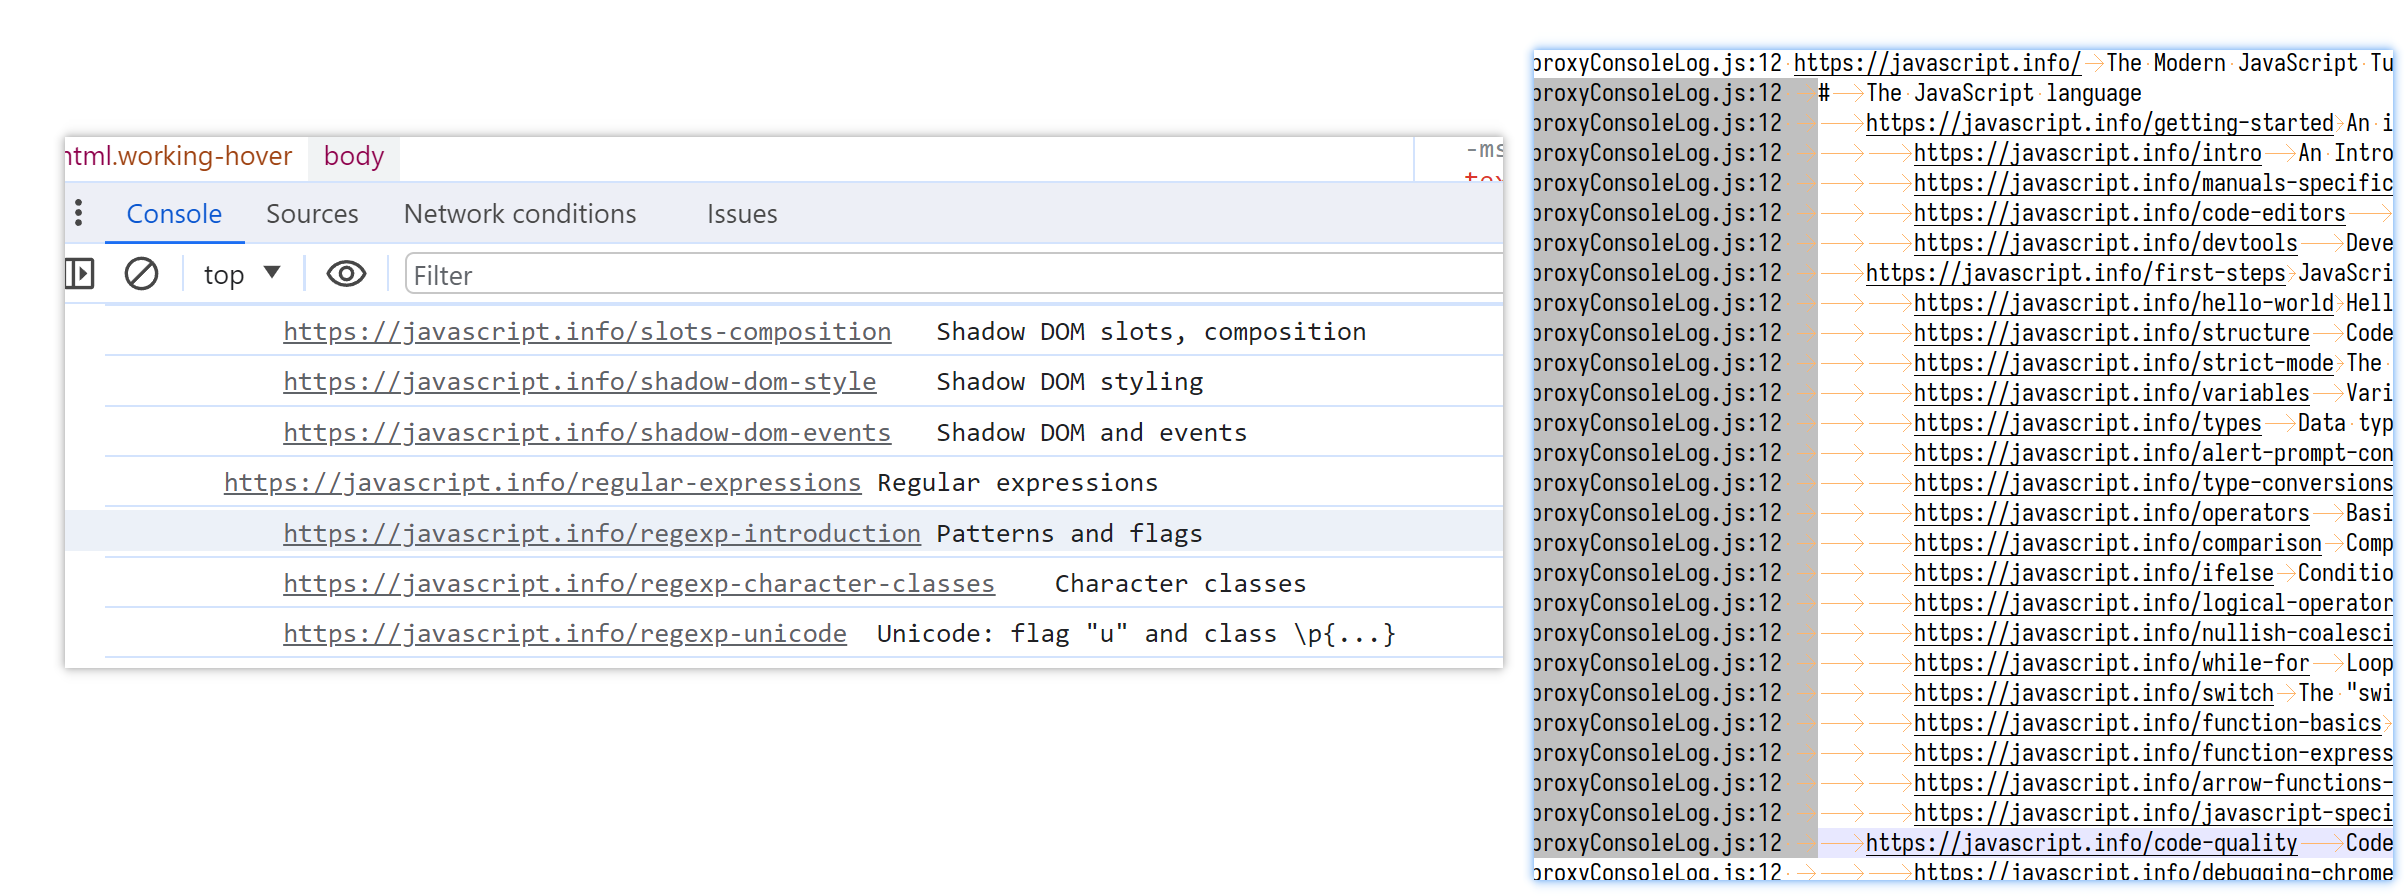 html.working-hover body
-ms
tex
Console Sources Network conditions Issues
top Filter
https://javascript.info/slots-composition Shadow DOM slots, composition
https://javascript.info/shadow-dom-style Shadow DOM styling
https://javascript.info/shadow-dom-events Shadow DOM and events
https://javascript.info/regular-expressions Regular expressions
https://javascript.info/regexp-introduction Patterns and flags
https://javascript.info/regexp-character-classes Character classes
https://javascript.info/regexp-unicode Unicode: flag "u" and class \p{...}
proxyConsoleLog.js:12 https://javascript.info/ The Modern JavaScript Tu
proxyConsoleLog.js:12 # The JavaScript language
proxyConsoleLog.js:12 https://javascript.info/getting-started An i
proxyConsoleLog.js:12 https://javascript.info/intro An Intro
proxyConsoleLog.js:12 https://javascript.info/manuals-specific
proxyConsoleLog.js:12 https://javascript.info/code-editors
proxyConsoleLog.js:12 https://javascript.info/devtools Deve
proxyConsoleLog.js:12 https://javascript.info/first-steps JavaScri
proxyConsoleLog.js:12 https://javascript.info/hello-world Hell
proxyConsoleLog.js:12 https://javascript.info/structure Code
proxyConsoleLog.js:12 https://javascript.info/strict-mode The
proxyConsoleLog.js:12 https://javascript.info/variables Vari
proxyConsoleLog.js:12 https://javascript.info/types Data typ
proxyConsoleLog.js:12 https://javascript.info/alert-prompt-con
proxyConsoleLog.js:12 https://javascript.info/type-conversions
proxyConsoleLog.js:12 https://javascript.info/operators Basi
proxyConsoleLog.js:12 https://javascript.info/comparison Comp
proxyConsoleLog.js:12 https://javascript.info/ifelse Conditio
proxyConsoleLog.js:12 https://javascript.info/logical-operator
proxyConsoleLog.js:12 https://javascript.info/nullish-coalesci
proxyConsoleLog.js:12 https://javascript.info/while-for Loop
proxyConsoleLog.js:12 https://javascript.info/switch The "swi
proxyConsoleLog.js:12 https://javascript.info/function-basics
proxyConsoleLog.js:12 https://javascript.info/function-express
proxyConsoleLog.js:12 https://javascript.info/arrow-functions-
proxyConsoleLog.js:12 https://javascript.info/javascript-speci
proxyConsoleLog.js:12 https://javascript.info/code-quality Code
proxyConsoleLog.js:12 https://javascript.info/debugging-chrome